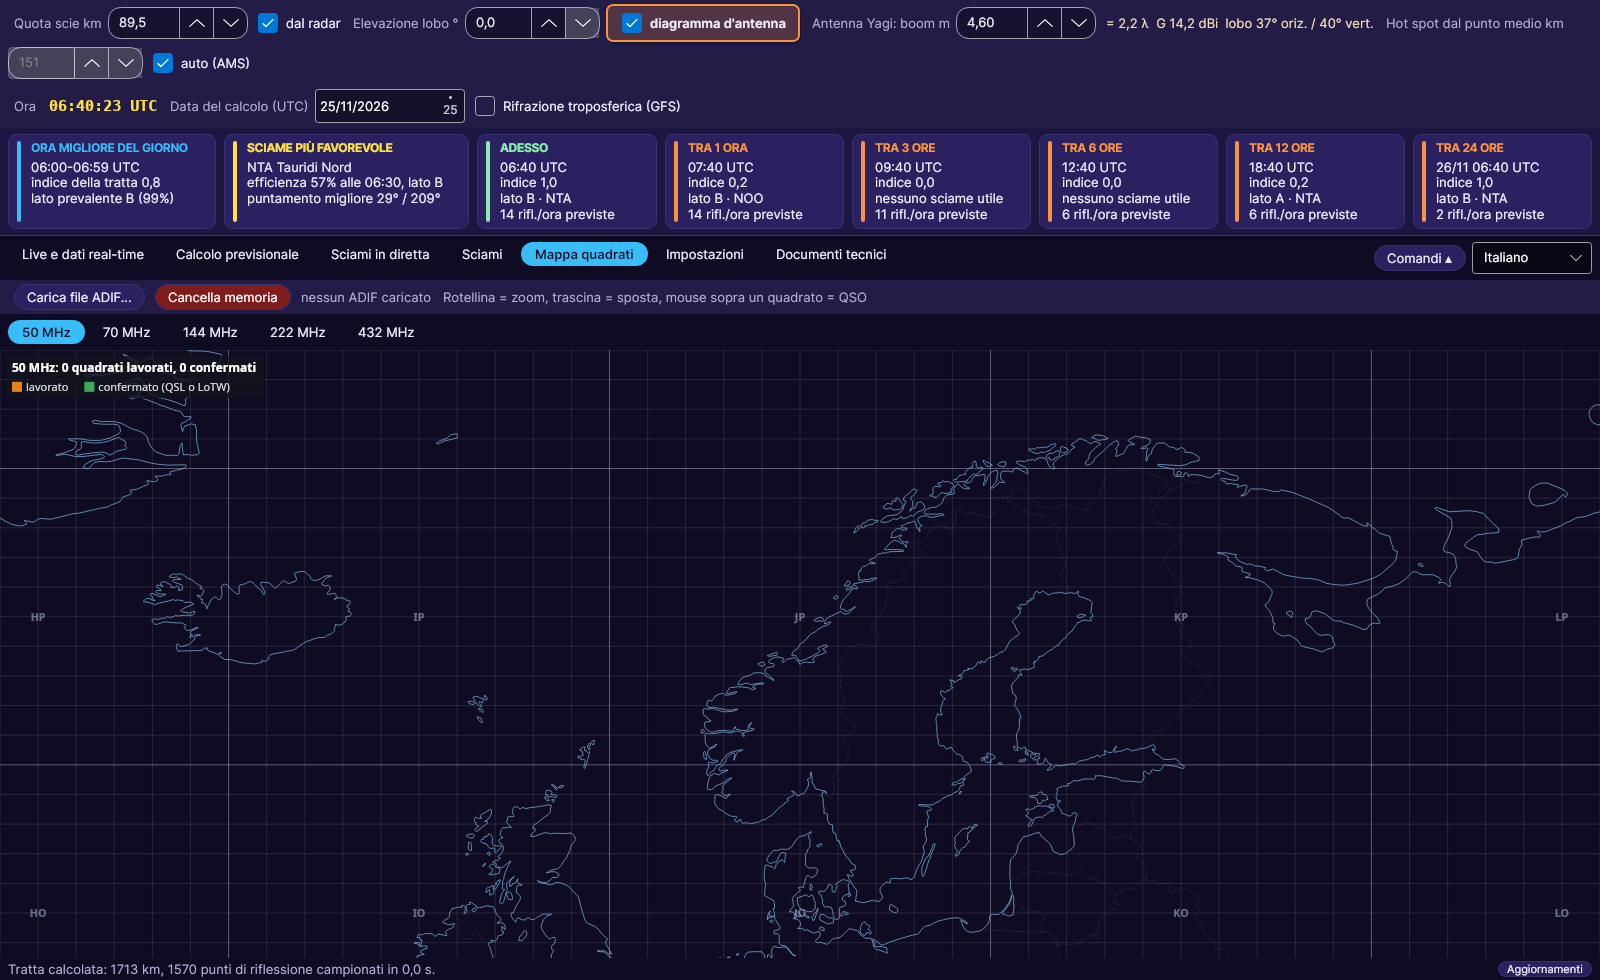 Quota scie km 89,5 dal radar Elevazione lobo ° 0,0 diagramma d'antenna Antenna Yagi: boom m 4,60 = 2,2 λ G 14,2 dBi lobo 37° oriz. / 40° vert. Hot spot dal punto medio km
151 auto (AMS)
Ora 06:40:23 UTC Data del calcolo (UTC) 25/11/2026 25 Rifrazione troposferica (GFS)
ORA MIGLIORE DEL GIORNO
06:00-06:59 UTC
indice della tratta 0,8
lato prevalente B (99%)
SCIAME PIÙ FAVOREVOLE
NTA Tauridi Nord
efficienza 57% alle 06:30, lato B
puntamento migliore 29° / 209°
ADESSO
06:40 UTC
indice 1,0
lato B · NTA
14 rifl./ora previste
TRA 1 ORA
07:40 UTC
indice 0,2
lato B · NOO
14 rifl./ora previste
TRA 3 ORE
09:40 UTC
indice 0,0
nessuno sciame utile
11 rifl./ora previste
TRA 6 ORE
12:40 UTC
indice 0,0
nessuno sciame utile
6 rifl./ora previste
TRA 12 ORE
18:40 UTC
indice 0,2
lato A · NTA
6 rifl./ora previste
TRA 24 ORE
26/11 06:40 UTC
indice 1,0
lato B · NTA
2 rifl./ora previste
Live e dati real-time Calcolo previsionale Sciami in diretta Sciami Mappa quadrati Impostazioni Documenti tecnici Comandi ▴ Italiano
Carica file ADIF... Cancella memoria nessun ADIF caricato Rotellina = zoom, trascina = sposta, mouse sopra un quadrato = QSO
50 MHz 70 MHz 144 MHz 222 MHz 432 MHz
50 MHz: 0 quadrati lavorati, 0 confermati
lavorato confermato (QSL o LoTW)
HP IP JP KP LP
HO IO JO KO LO
Tratta calcolata: 1713 km, 1570 punti di riflessione campionati in 0,0 s. Aggiornamenti